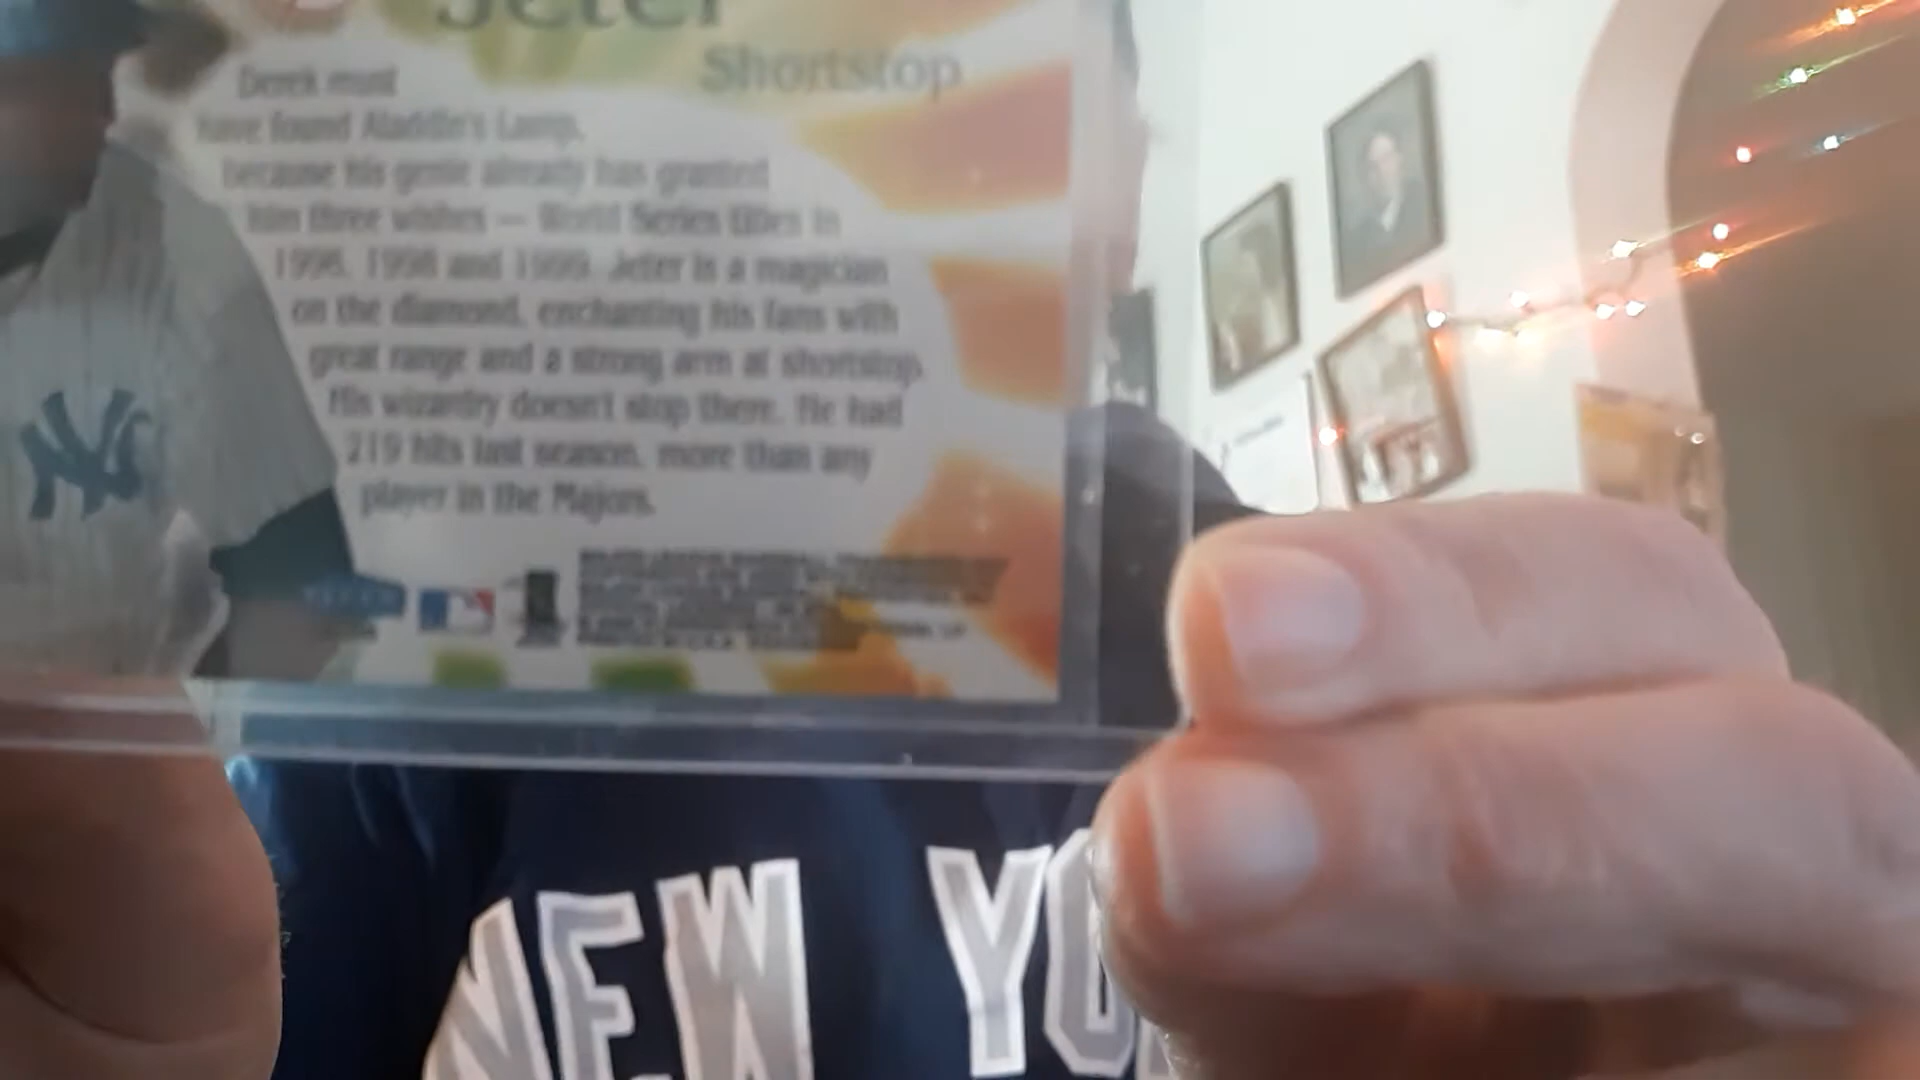 Jeter
Shortstop
Derek must
have found Aladdin's Lamp,
because his genie already has granted
him three wishes — World Series titles in
1996, 1998 and 1999. Jeter is a magician
on the diamond, enchanting his fans with
great range and a strong arm at shortstop.
His wizardry doesn't stop there. He had
219 hits last season, more than any
player in the Majors.
NY
NEW YO